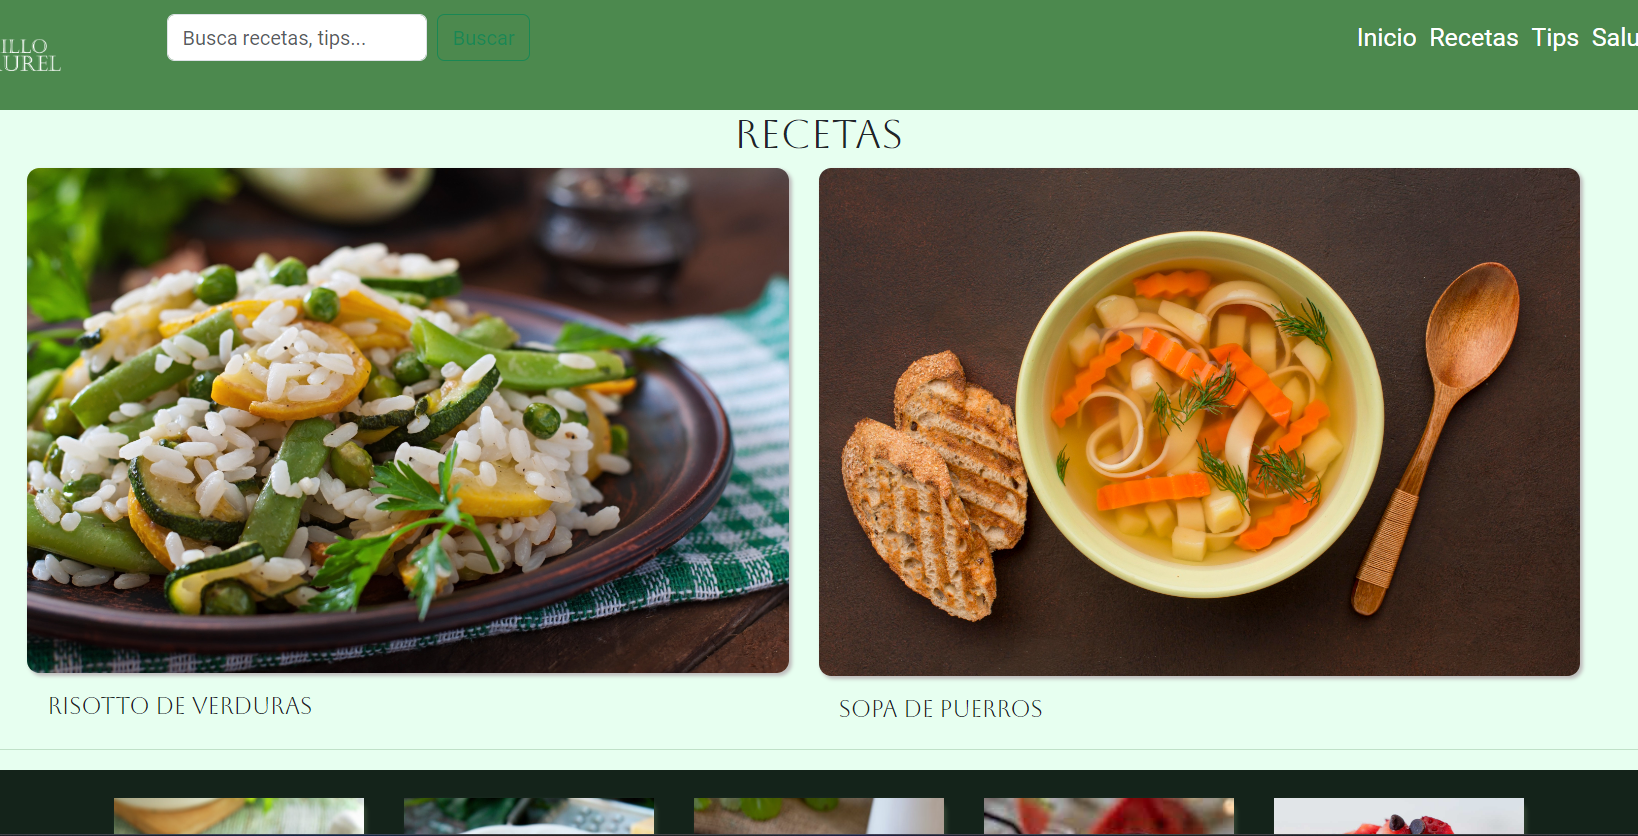 ILLO
UREL
Busca recetas, tips...
Buscar
Inicio Recetas Tips Salu
RECETAS
RISOTTO DE VERDURAS
SOPA DE PUERROS